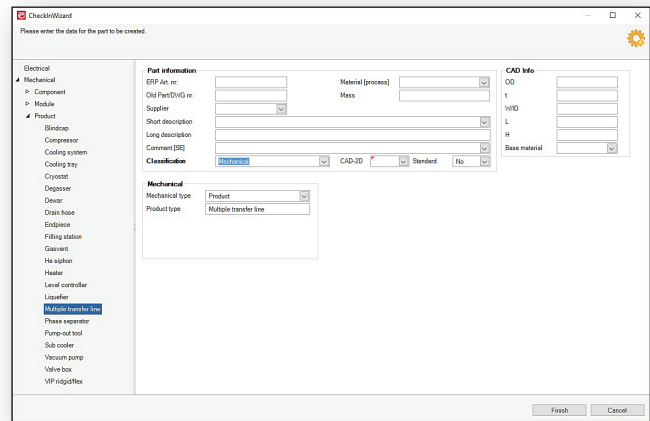 CheckInWizard
Please enter the data for the part to be created.
Electrical
Mechanical
Component
Module
Product
Blindcap
Compressor
Cooling system
Cooling tray
Cryostat
Degasser
Dewar
Drain hose
Endpiece
Filling station
Gasvent
He siphon
Heater
Level controller
Liquefier
Multiple transfer line
Phase separator
Pump-out tool
Sub cooler
Vacuum pump
Valve box
VIP ridgid/flex
Part information
ERP Art. nr:
Material (process)
Old Part/DWG nr.
Mass
Supplier
Short description
Long description
Comment [SE]
Classification Mechanical CAD-2D Standard No
CAD Info
OD
t
W/ID
L
H
Base material
Mechanical
Mechanical type Product
Product type Multiple transfer line
Finish Cancel